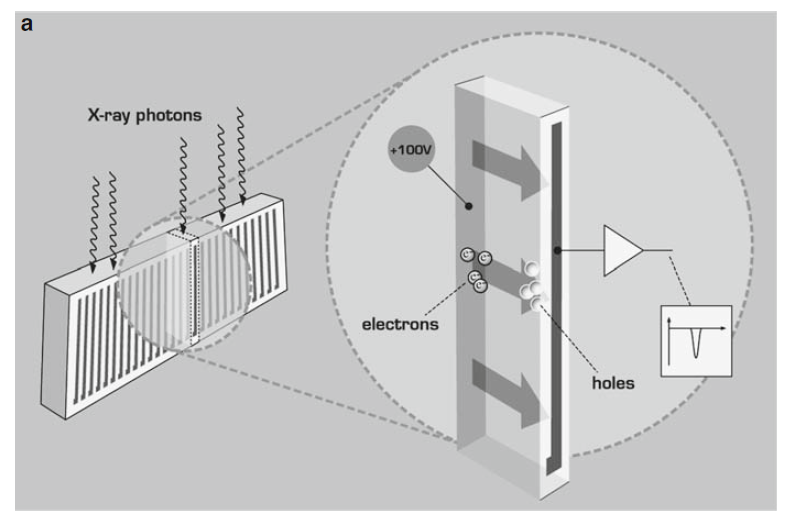 a
X-ray photons
+100V
electrons
holes